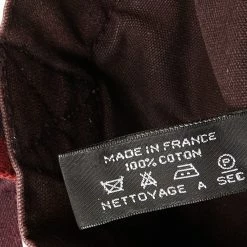 MADE IN FRANCE
100% COTON
NETTOYAGE A SEC